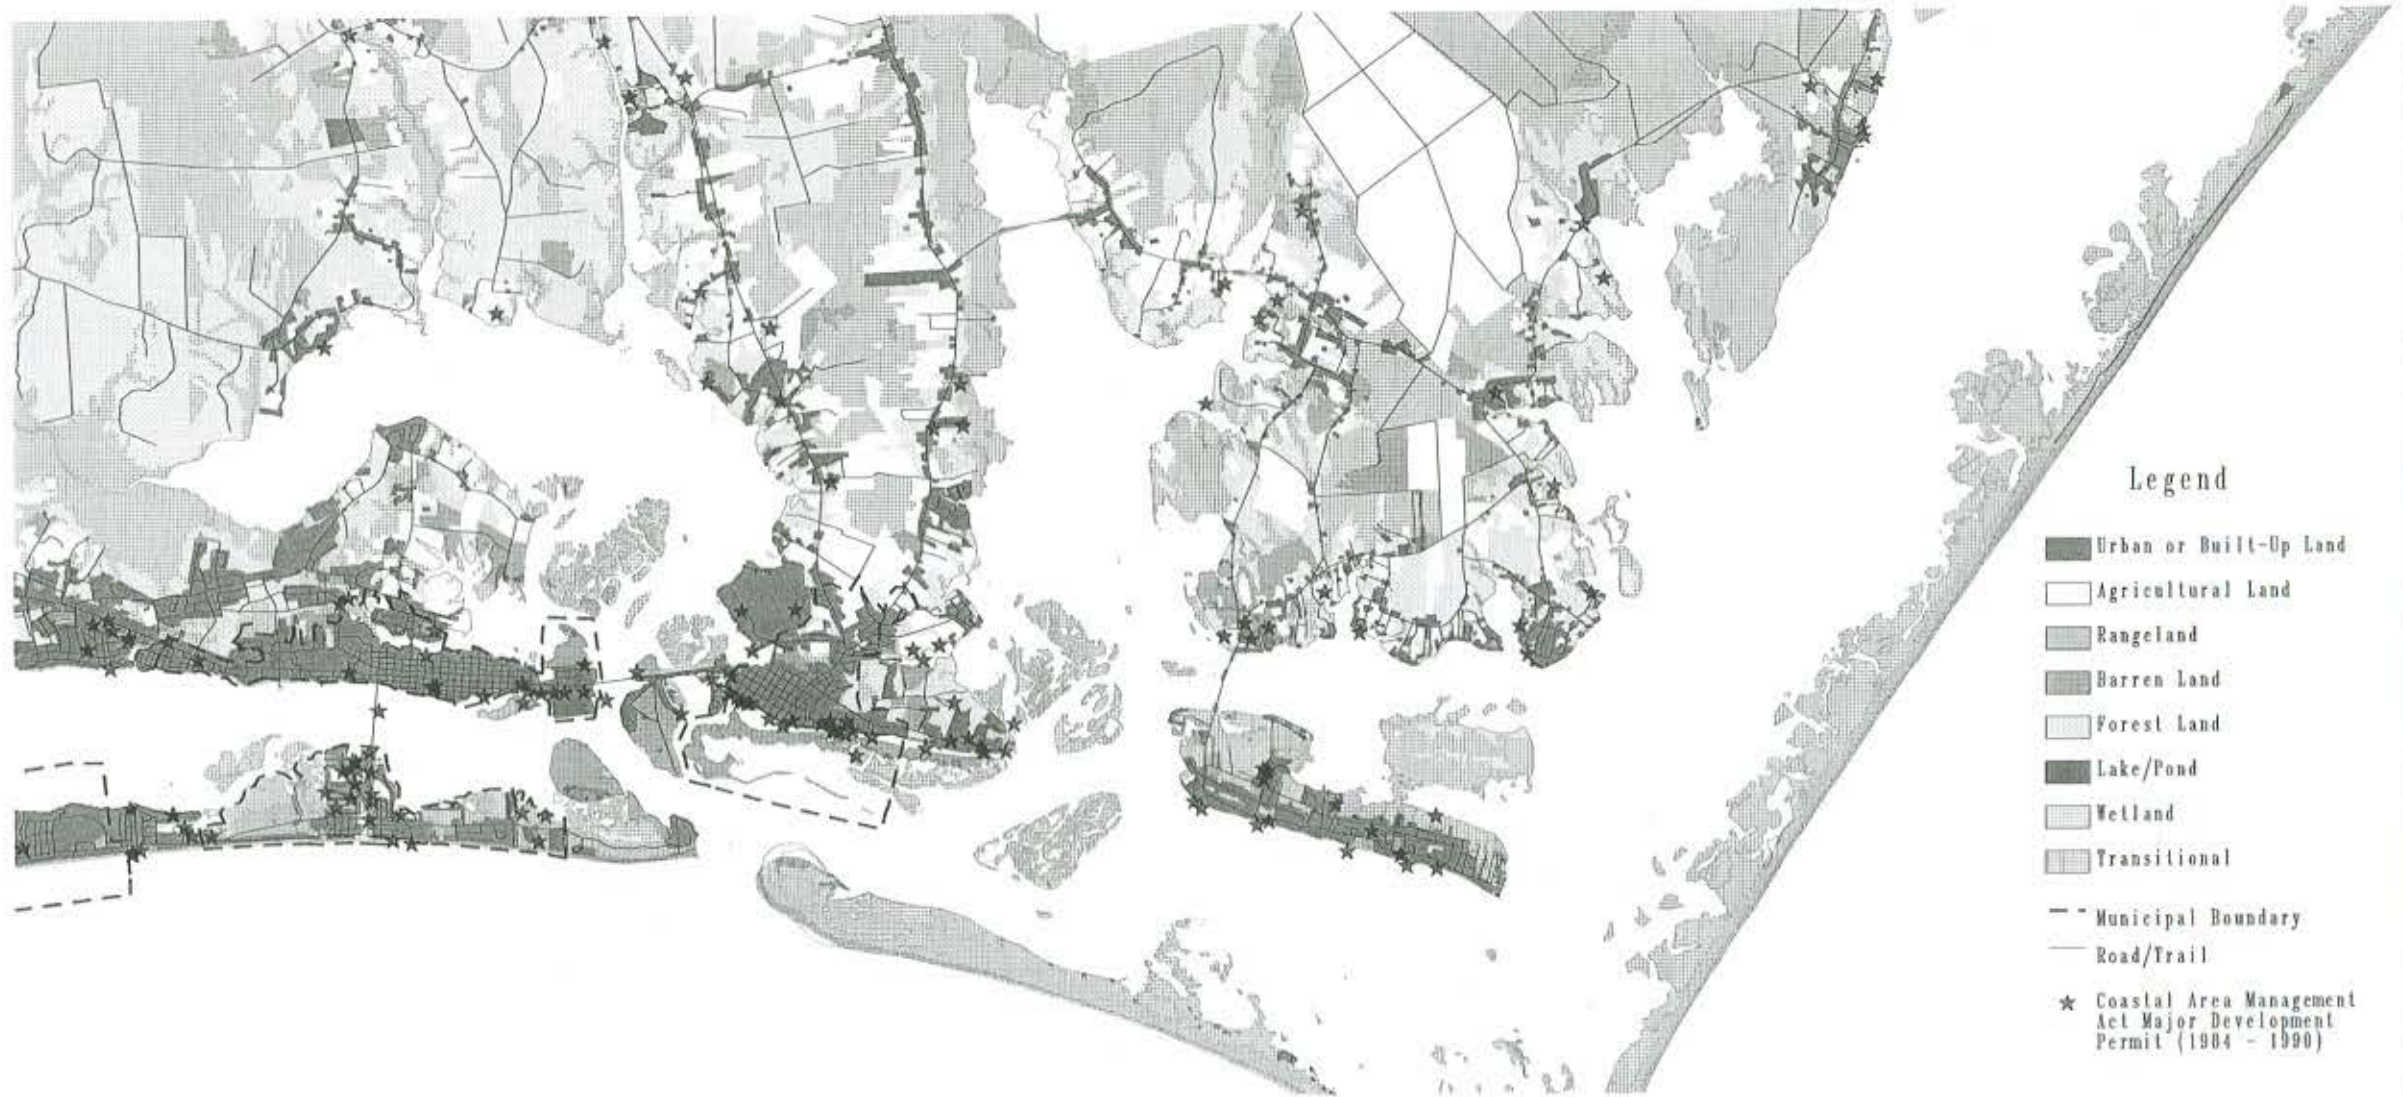 Legend
Urban or Built-Up Land
Agricultural Land
Rangeland
Barren Land
Forest Land
Lake/Pond
Wetland
Transitional
Municipal Boundary
Road/Trail
Coastal Area Management
Act Major Development
Permit (1984 - 1990)